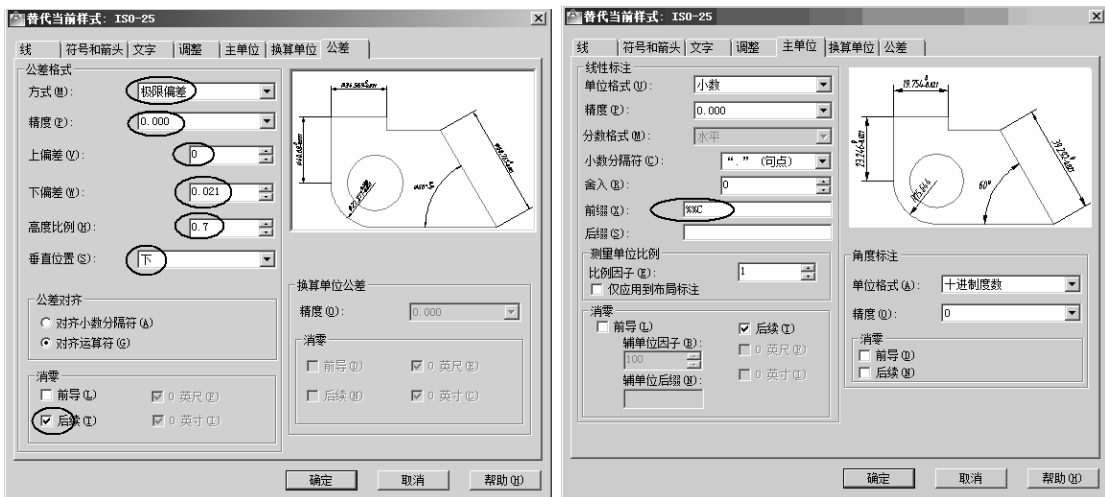 替代当前样式: ISO-25
线 符号和箭头 文字 调整 主单位 换算单位 公差
公差格式
方式(M): 极限偏差
精度(P): 0.000
上偏差(V): 0
下偏差(W): 0.021
高度比例(H): 0.7
垂直位置(S): 下
公差对齐
对齐小数分隔符(A)
对齐运算符(G)
消零
前导(L) 0 英尺(F)
后续(T) 0 英寸(I)
换算单位公差
精度(O): 0.000
消零
前导(D) 0 英尺(E)
后续(N) 0 英寸(C)
确定 取消 帮助(H)
替代当前样式: ISO-25
线 符号和箭头 文字 调整 主单位 换算单位 公差
线性标注
单位格式(U): 小数
精度(P): 0.000
分数格式(M): 水平
小数分隔符(C): “.” (句点)
舍入(R): 0
前缀(X): %%C
后缀(S):
测量单位比例
比例因子(E): 1
仅应用到布局标注
消零
前导(L) 后续(T)
辅单位因子(B): 0 英尺(F)
100
辅单位后缀(N): 0 英寸(I)
19.754
23.246
39.292
60°
角度标注
单位格式(A): 十进制度数
精度(O): 0
消零
前导(D)
后续(N)
确定 取消 帮助(H)